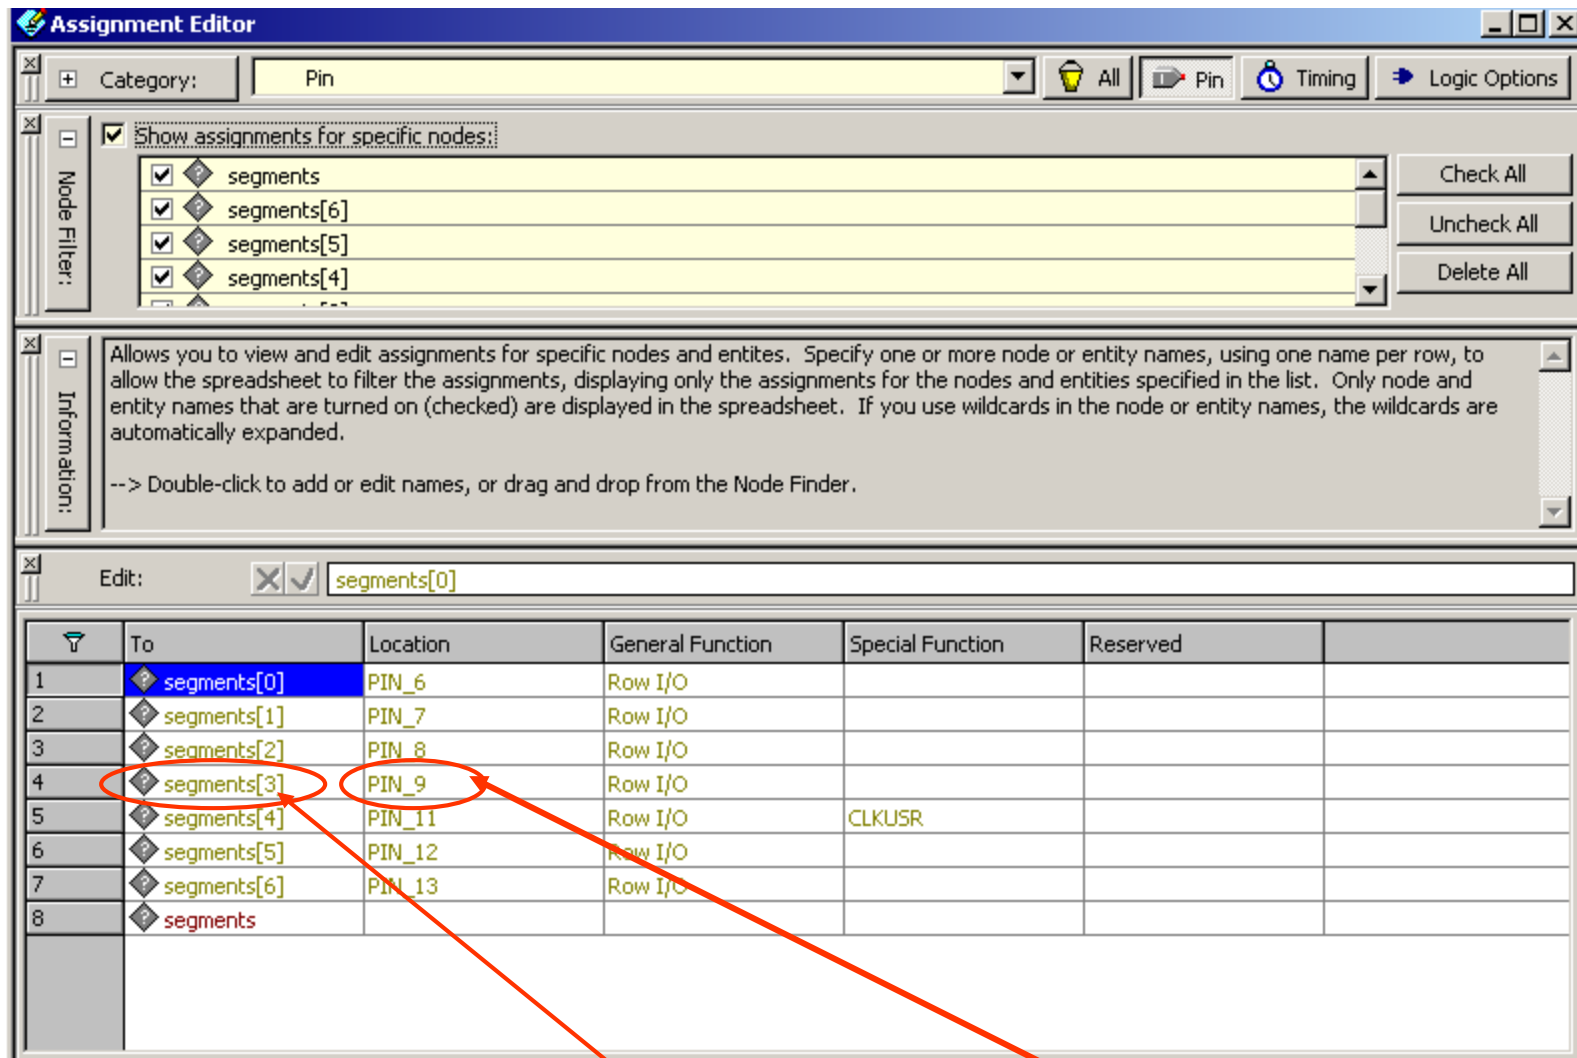 Assignment Editor
Category: Pin All Pin Timing Logic Options
Show assignments for specific nodes:
Node Filter:
segments
segments[6]
segments[5]
segments[4]
Check All
Uncheck All
Delete All
Information:
Allows you to view and edit assignments for specific nodes and entites. Specify one or more node or entity names, using one name per row, to
allow the spreadsheet to filter the assignments, displaying only the assignments for the nodes and entities specified in the list. Only node and
entity names that are turned on (checked) are displayed in the spreadsheet. If you use wildcards in the node or entity names, the wildcards are
automatically expanded.
--> Double-click to add or edit names, or drag and drop from the Node Finder.
Edit: segments[0]
To Location General Function Special Function Reserved
1 segments[0] PIN_6 Row I/O
2 segments[1] PIN_7 Row I/O
3 segments[2] PIN_8 Row I/O
4 segments[3] PIN_9 Row I/O
5 segments[4] PIN_11 Row I/O CLKUSR
6 segments[5] PIN_12 Row I/O
7 segments[6] PIN_13 Row I/O
8 segments